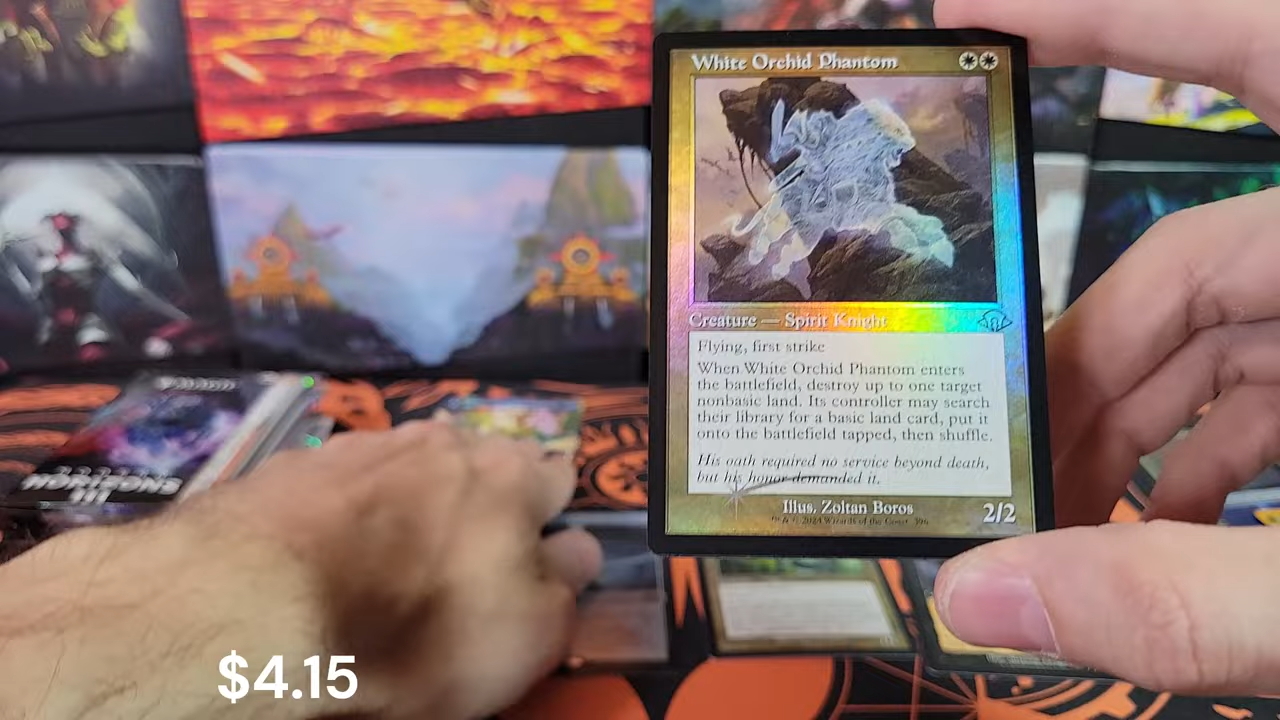 White Orchid Phantom
Creature — Spirit Knight
Flying, first strike
When White Orchid Phantom enters
the battlefield, destroy up to one target
nonbasic land. Its controller may search
their library for a basic land card, put it
onto the battlefield tapped, then shuffle.
His oath required no service beyond death,
but his honor demanded it.
Illus. Zoltan Boros
2/2
™ & © 2024 Wizards of the Coast 396
HORIZONS
III
$4.15